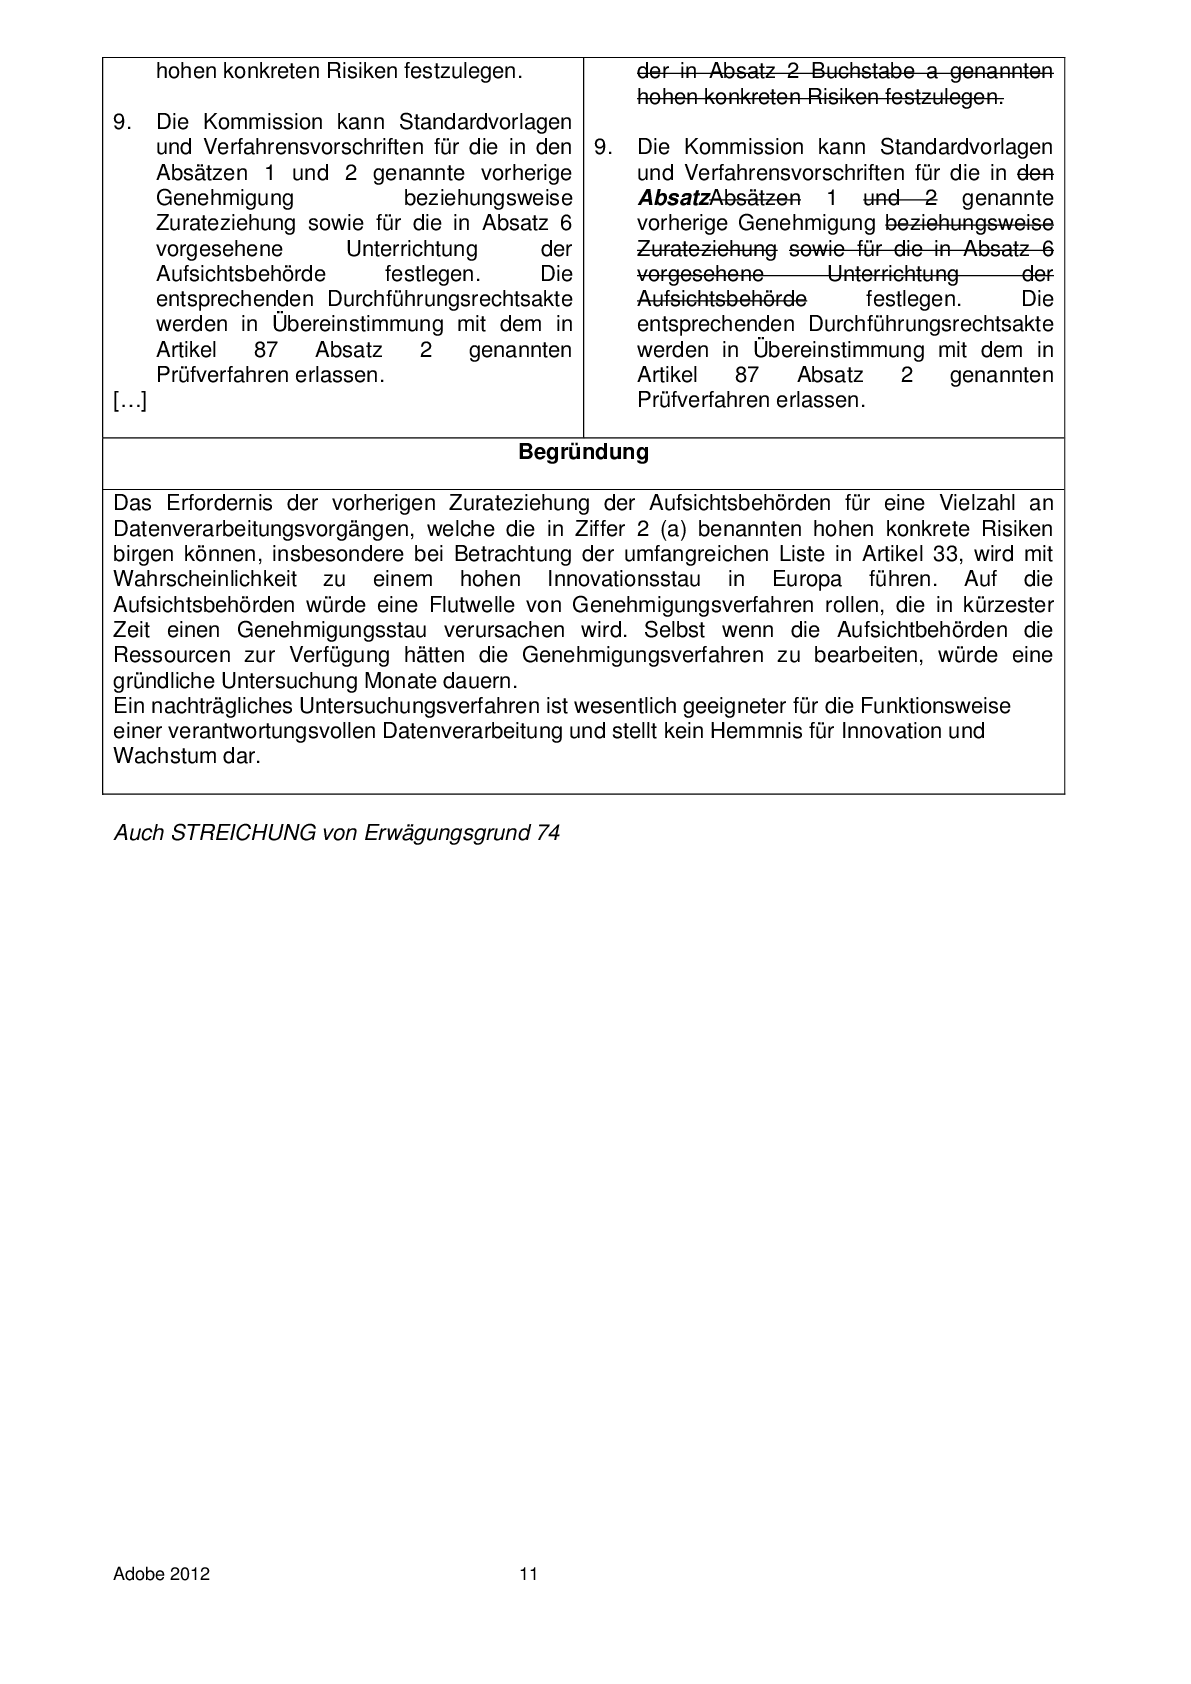 hohen konkreten Risiken festzulegen.
9. Die Kommission kann Standardvorlagen
und Verfahrensvorschriften für die in den
Absätzen 1 und 2 genannte vorherige
Genehmigung beziehungsweise
Zurateziehung sowie für die in Absatz 6
vorgesehene Unterrichtung der
Aufsichtsbehörde festlegen. Die
entsprechenden Durchführungsrechtsakte
werden in Übereinstimmung mit dem in
Artikel 87 Absatz 2 genannten
Prüfverfahren erlassen.
[…]
der in Absatz 2 Buchstabe a genannten
hohen konkreten Risiken festzulegen.
9. Die Kommission kann Standardvorlagen
und Verfahrensvorschriften für die in den
AbsatzAbsätzen 1 und 2 genannte
vorherige Genehmigung beziehungsweise
Zurateziehung sowie für die in Absatz 6
vorgesehene Unterrichtung der
Aufsichtsbehörde festlegen. Die
entsprechenden Durchführungsrechtsakte
werden in Übereinstimmung mit dem in
Artikel 87 Absatz 2 genannten
Prüfverfahren erlassen.
Begründung
Das Erfordernis der vorherigen Zurateziehung der Aufsichtsbehörden für eine Vielzahl an
Datenverarbeitungsvorgängen, welche die in Ziffer 2 (a) benannten hohen konkrete Risiken
birgen können, insbesondere bei Betrachtung der umfangreichen Liste in Artikel 33, wird mit
Wahrscheinlichkeit zu einem hohen Innovationsstau in Europa führen. Auf die
Aufsichtsbehörden würde eine Flutwelle von Genehmigungsverfahren rollen, die in kürzester
Zeit einen Genehmigungsstau verursachen wird. Selbst wenn die Aufsichtbehörden die
Ressourcen zur Verfügung hätten die Genehmigungsverfahren zu bearbeiten, würde eine
gründliche Untersuchung Monate dauern.
Ein nachträgliches Untersuchungsverfahren ist wesentlich geeigneter für die Funktionsweise
einer verantwortungsvollen Datenverarbeitung und stellt kein Hemmnis für Innovation und
Wachstum dar.
Auch STREICHUNG von Erwägungsgrund 74
Adobe 2012 11